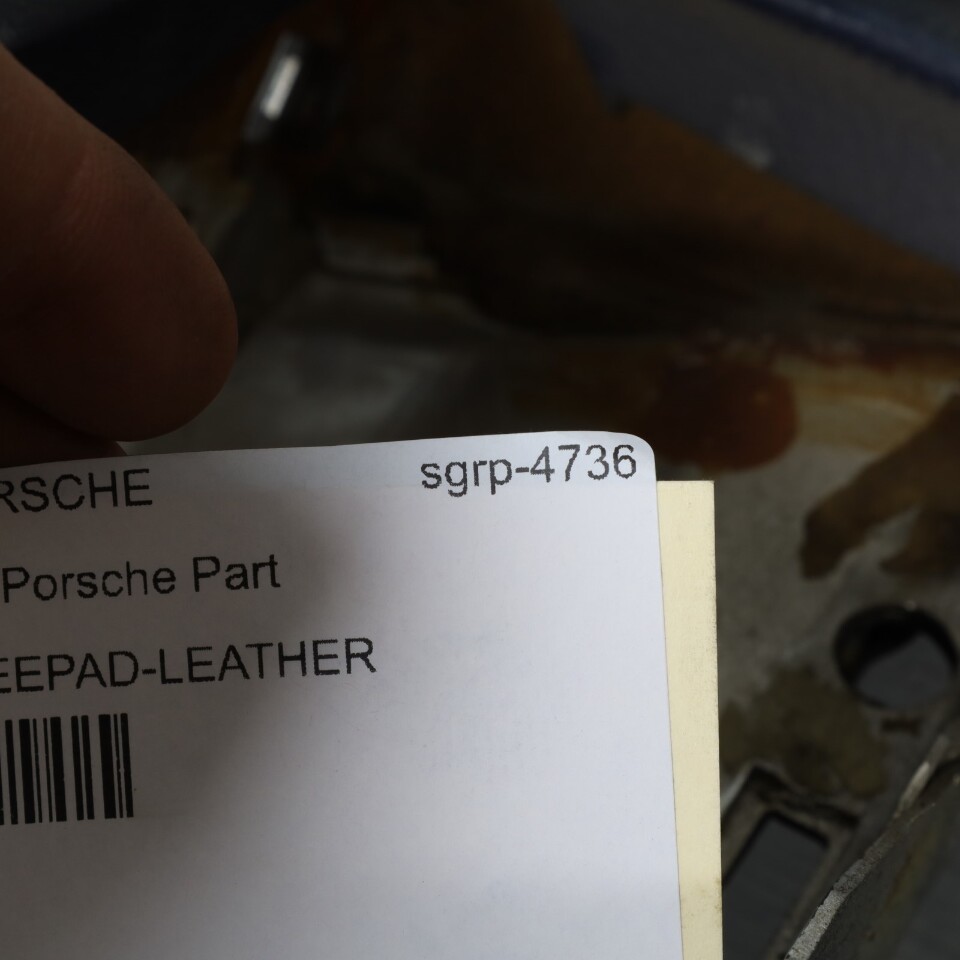 RSCHE sgrp-4736
Porsche Part
EEPAD-LEATHER